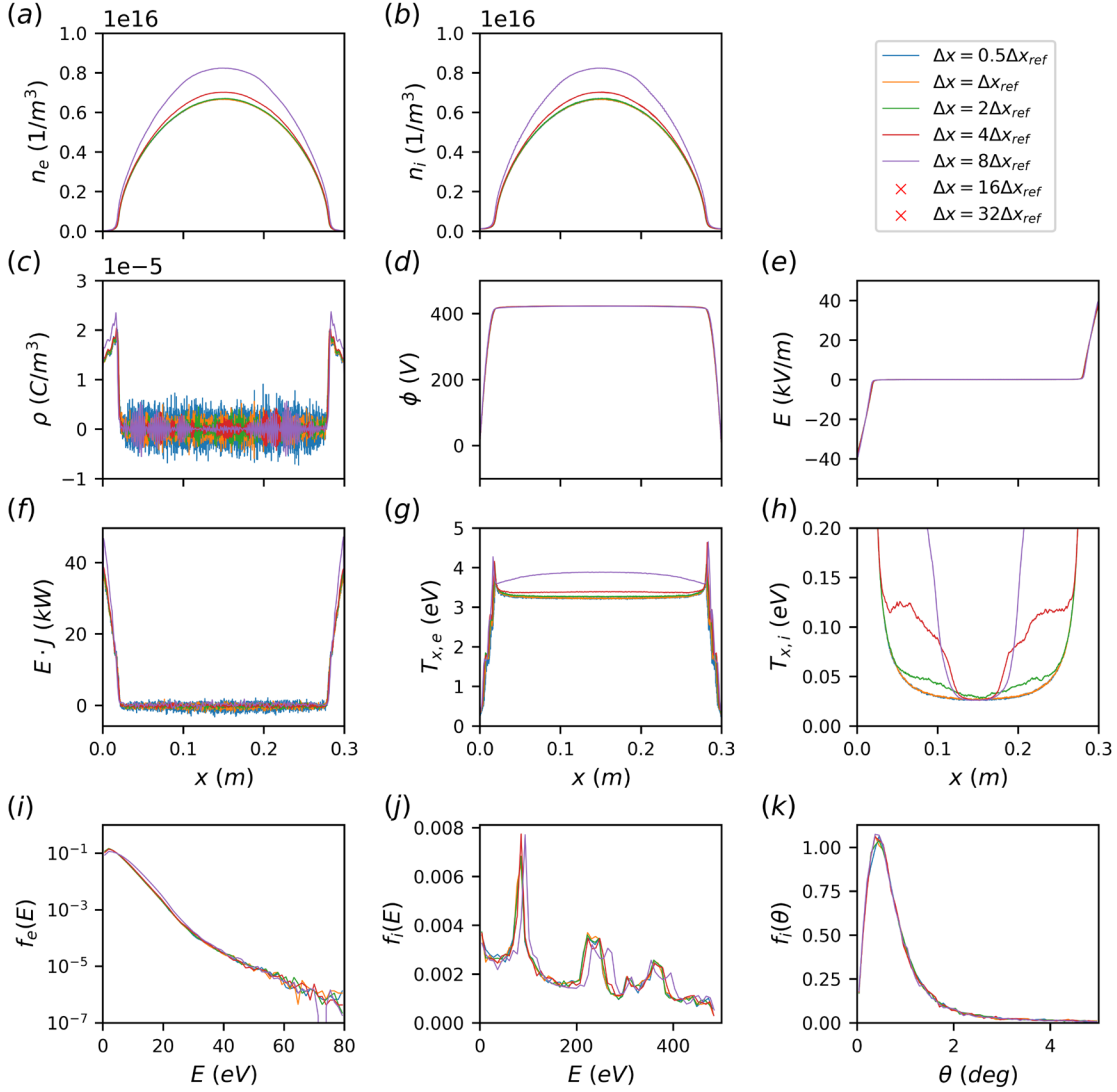 (a)
1e16
1.0
0.8
0.6
0.4
0.2
0.0
n_e (1/m^3)
(b)
1e16
1.0
0.8
0.6
0.4
0.2
0.0
n_i (1/m^3)
Δx = 0.5Δx_ref
Δx = Δx_ref
Δx = 2Δx_ref
Δx = 4Δx_ref
Δx = 8Δx_ref
Δx = 16Δx_ref
Δx = 32Δx_ref
(c)
1e-5
3
2
1
0
−1
ρ (C/m^3)
(d)
400
200
0
ϕ (V)
(e)
40
20
0
−20
−40
E (kV/m)
(f)
40
20
0
E · J (kW)
0.0 0.1 0.2 0.3
x (m)
(g)
5
4
3
2
1
0
T_x,e (eV)
0.0 0.1 0.2 0.3
x (m)
(h)
0.20
0.15
0.10
0.05
0.00
T_x,i (eV)
0.0 0.1 0.2 0.3
x (m)
(i)
10^−1
10^−3
10^−5
10^−7
f_e(E)
0 20 40 60 80
E (eV)
(j)
0.008
0.006
0.004
0.002
0.000
f_i(E)
0 200 400
E (eV)
(k)
1.00
0.75
0.50
0.25
0.00
f_i(θ)
0 2 4
θ (deg)